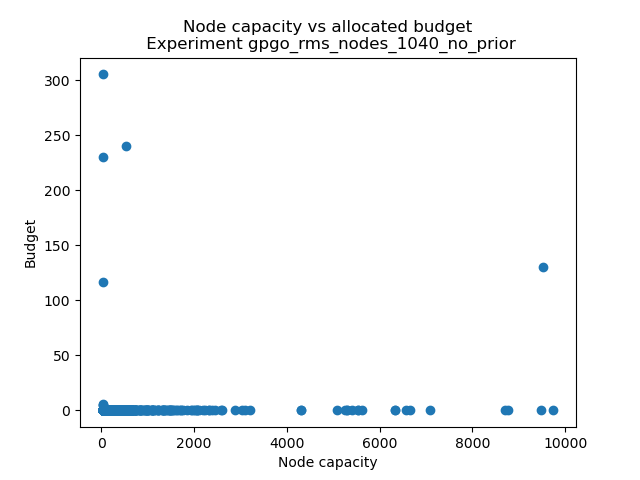 Node capacity vs allocated budget
Experiment gpgo_rms_nodes_1040_no_prior
300
250
200
150
100
50
0
Budget
0 2000 4000 6000 8000 10000
Node capacity